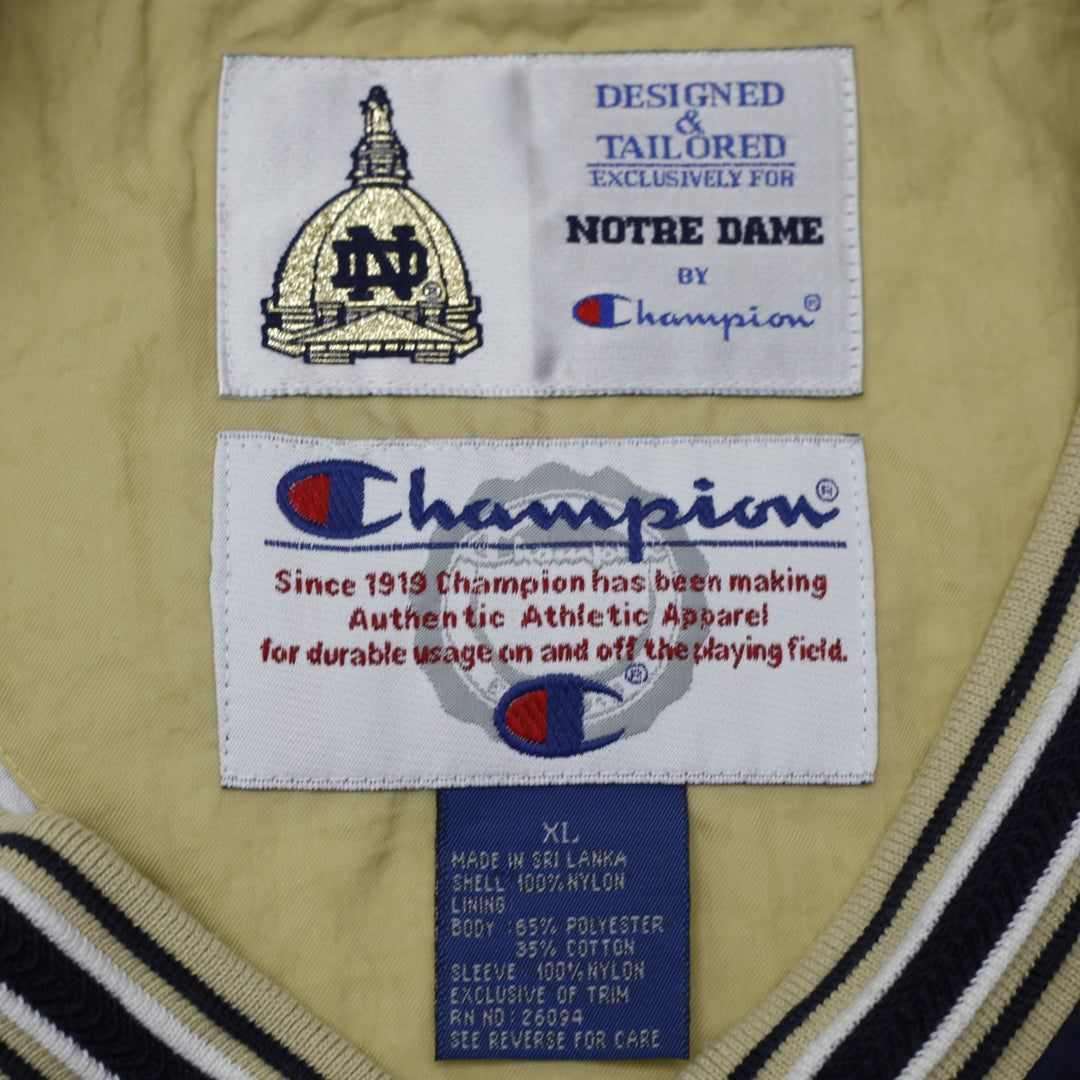 ND
DESIGNED
&
TAILORED
EXCLUSIVELY FOR
NOTRE DAME
BY
Champion®
Champion®
Since 1919 Champion has been making
Authentic Athletic Apparel
for durable usage on and off the playing field.
Champion
XL
MADE IN SRI LANKA
SHELL 100% NYLON
LINING
BODY : 65% POLYESTER
35% COTTON
SLEEVE 100% NYLON
EXCLUSIVE OF TRIM
RN NO: 26094
SEE REVERSE FOR CARE